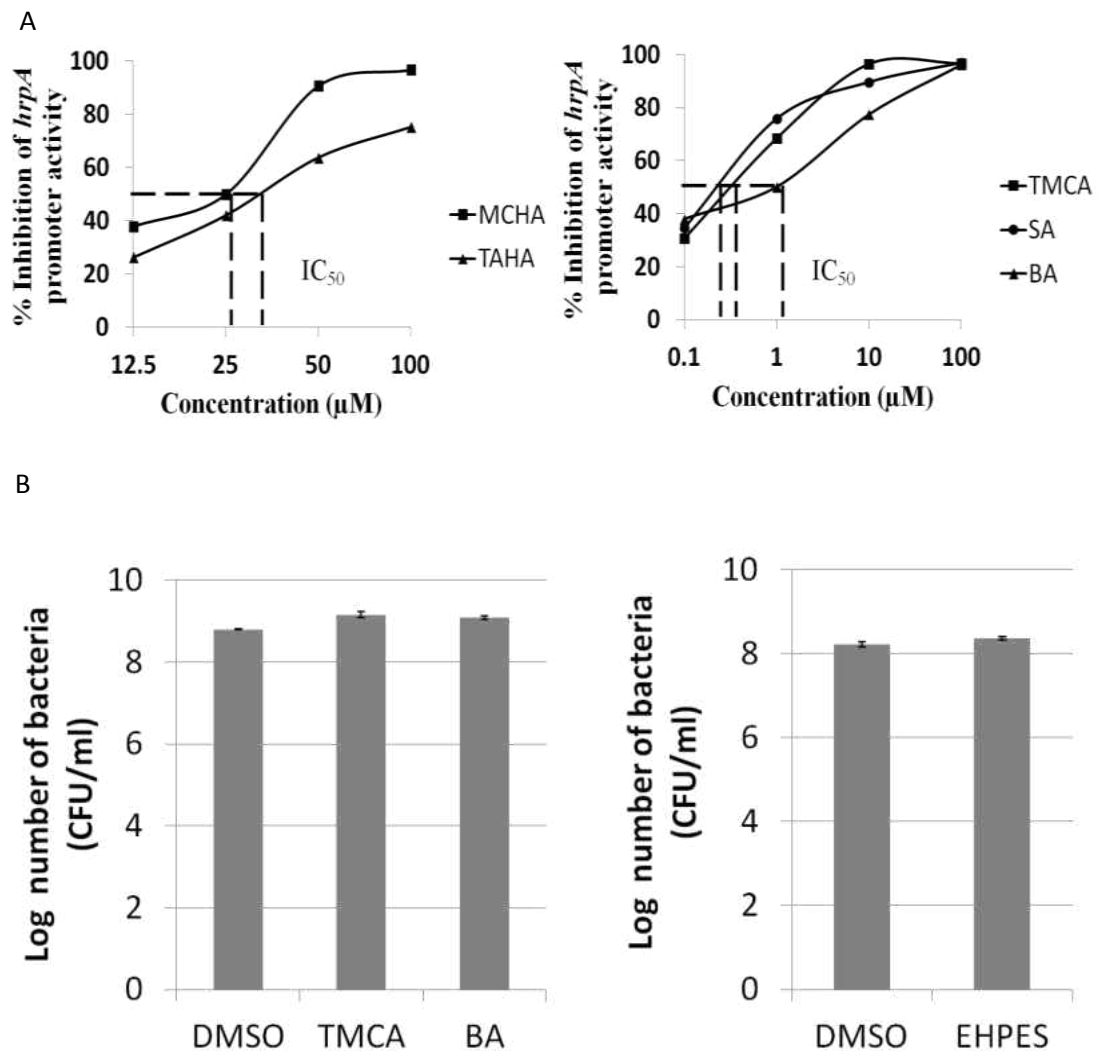 A
% Inhibition of hrpA
promoter activity
100
80
60
40
20
0
12.5 25 50 100
Concentration (µM)
IC50
MCHA
TAHA
% Inhibition of hrpA
promoter activity
100
80
60
40
20
0
0.1 1 10 100
Concentration (µM)
IC50
TMCA
SA
BA
B
Log number of bacteria
(CFU/ml)
10
8
6
4
2
0
DMSO TMCA BA
Log number of bacteria
(CFU/ml)
10
8
6
4
2
0
DMSO EHPES